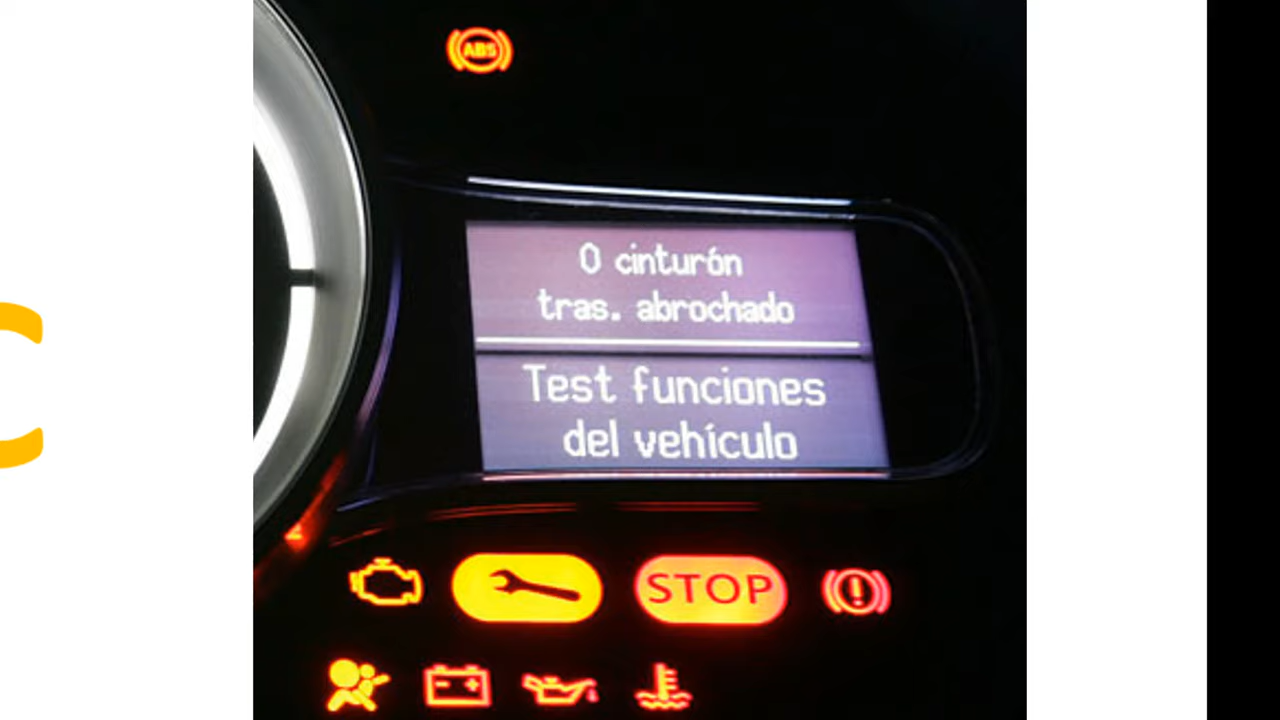 ABS
0 cinturón
tras. abrochado
Test funciones
del vehículo
STOP